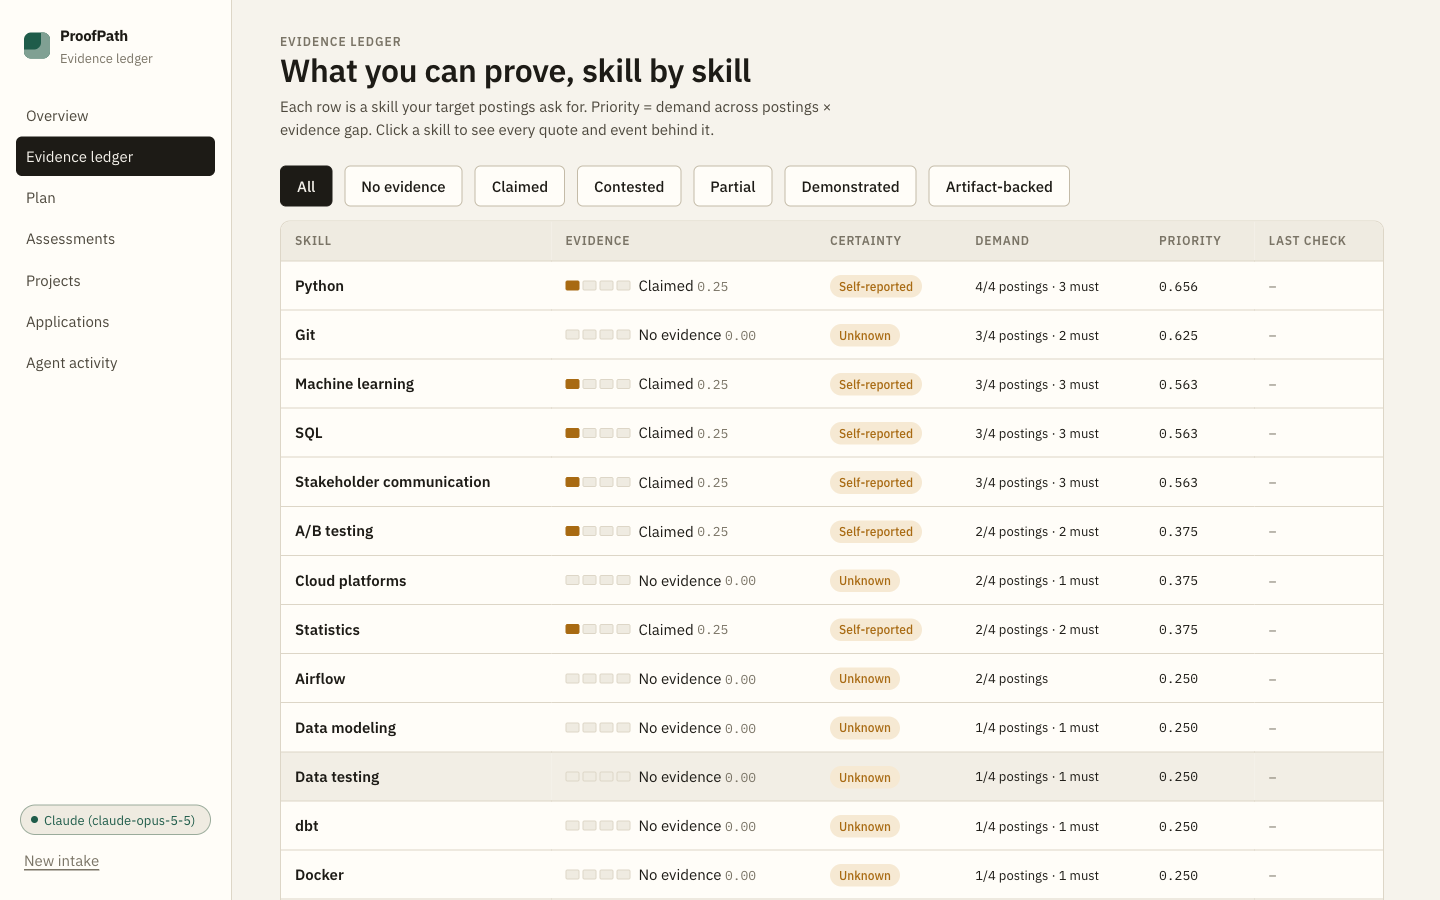 ProofPath
Evidence ledger
Overview
Evidence ledger
Plan
Assessments
Projects
Applications
Agent activity
Claude (claude-opus-5-5)
New intake
EVIDENCE LEDGER
What you can prove, skill by skill
Each row is a skill your target postings ask for. Priority = demand across postings ×
evidence gap. Click a skill to see every quote and event behind it.
All No evidence Claimed Contested Partial Demonstrated Artifact-backed
SKILL EVIDENCE CERTAINTY DEMAND PRIORITY LAST CHECK
Python Claimed 0.25 Self-reported 4/4 postings · 3 must 0.656 –
Git No evidence 0.00 Unknown 3/4 postings · 2 must 0.625 –
Machine learning Claimed 0.25 Self-reported 3/4 postings · 3 must 0.563 –
SQL Claimed 0.25 Self-reported 3/4 postings · 3 must 0.563 –
Stakeholder communication Claimed 0.25 Self-reported 3/4 postings · 3 must 0.563 –
A/B testing Claimed 0.25 Self-reported 2/4 postings · 2 must 0.375 –
Cloud platforms No evidence 0.00 Unknown 2/4 postings · 1 must 0.375 –
Statistics Claimed 0.25 Self-reported 2/4 postings · 2 must 0.375 –
Airflow No evidence 0.00 Unknown 2/4 postings 0.250 –
Data modeling No evidence 0.00 Unknown 1/4 postings · 1 must 0.250 –
Data testing No evidence 0.00 Unknown 1/4 postings · 1 must 0.250 –
dbt No evidence 0.00 Unknown 1/4 postings · 1 must 0.250 –
Docker No evidence 0.00 Unknown 1/4 postings · 1 must 0.250 –